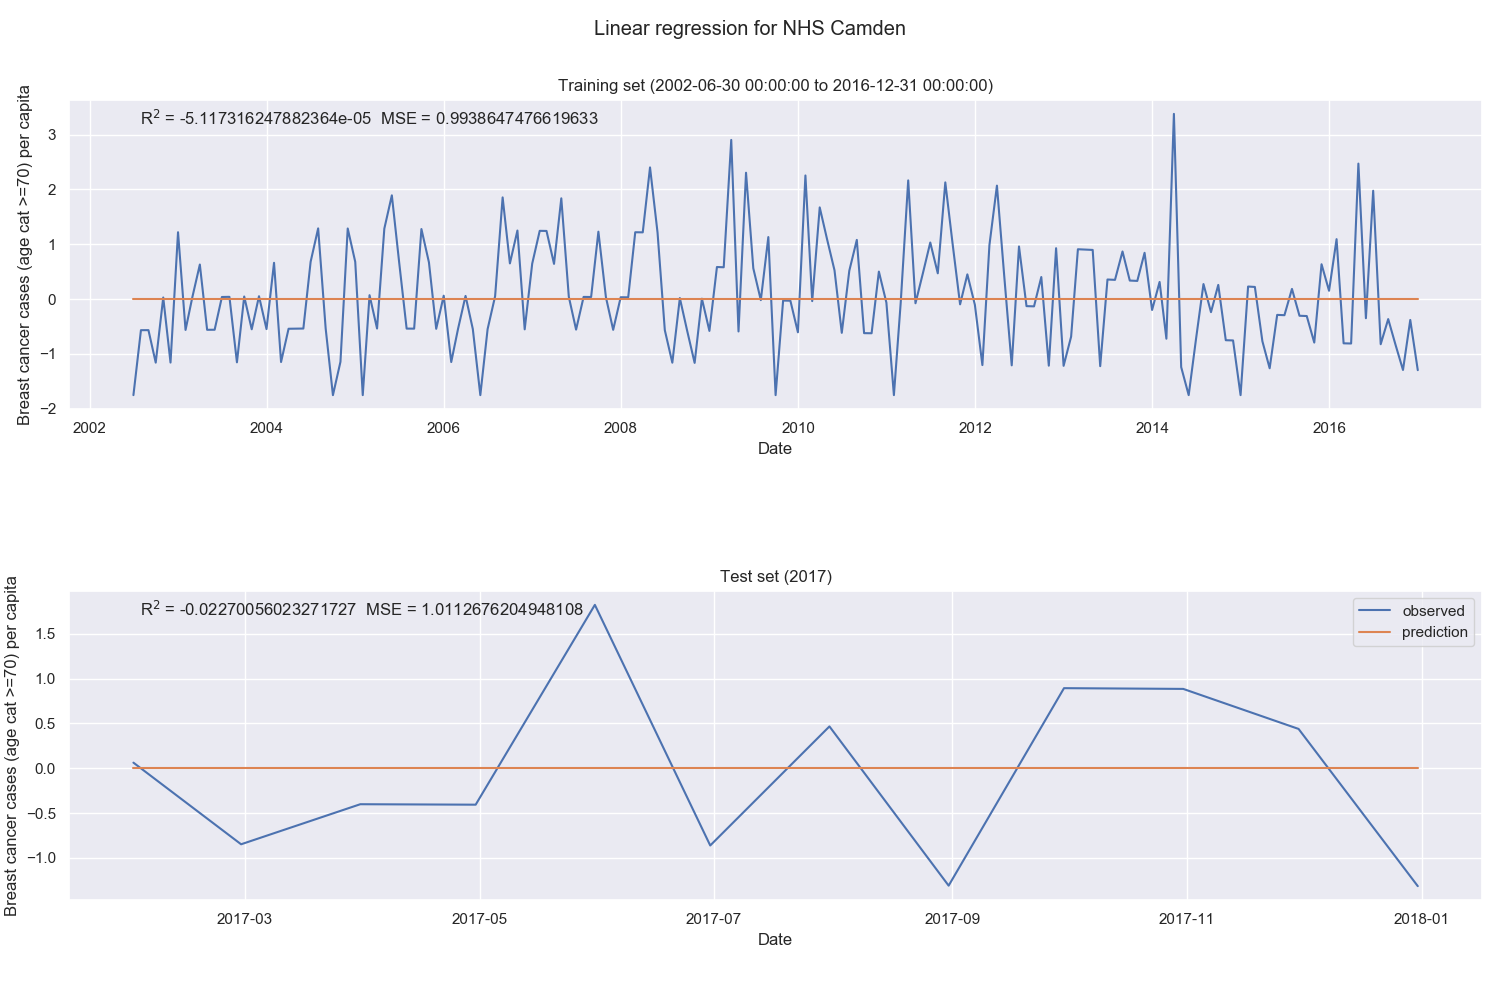 Linear regression for NHS Camden
Training set (2002-06-30 00:00:00 to 2016-12-31 00:00:00)
R² = -5.117316247882364e-05  MSE = 0.9938647476619633
Breast cancer cases (age cat >=70) per capita
3
2
1
0
−1
−2
2002 2004 2006 2008 2010 2012 2014 2016
Date
Test set (2017)
R² = -0.02270056023271727  MSE = 1.0112676204948108
observed
prediction
Breast cancer cases (age cat >=70) per capita
1.5
1.0
0.5
0.0
−0.5
−1.0
2017-03 2017-05 2017-07 2017-09 2017-11 2018-01
Date